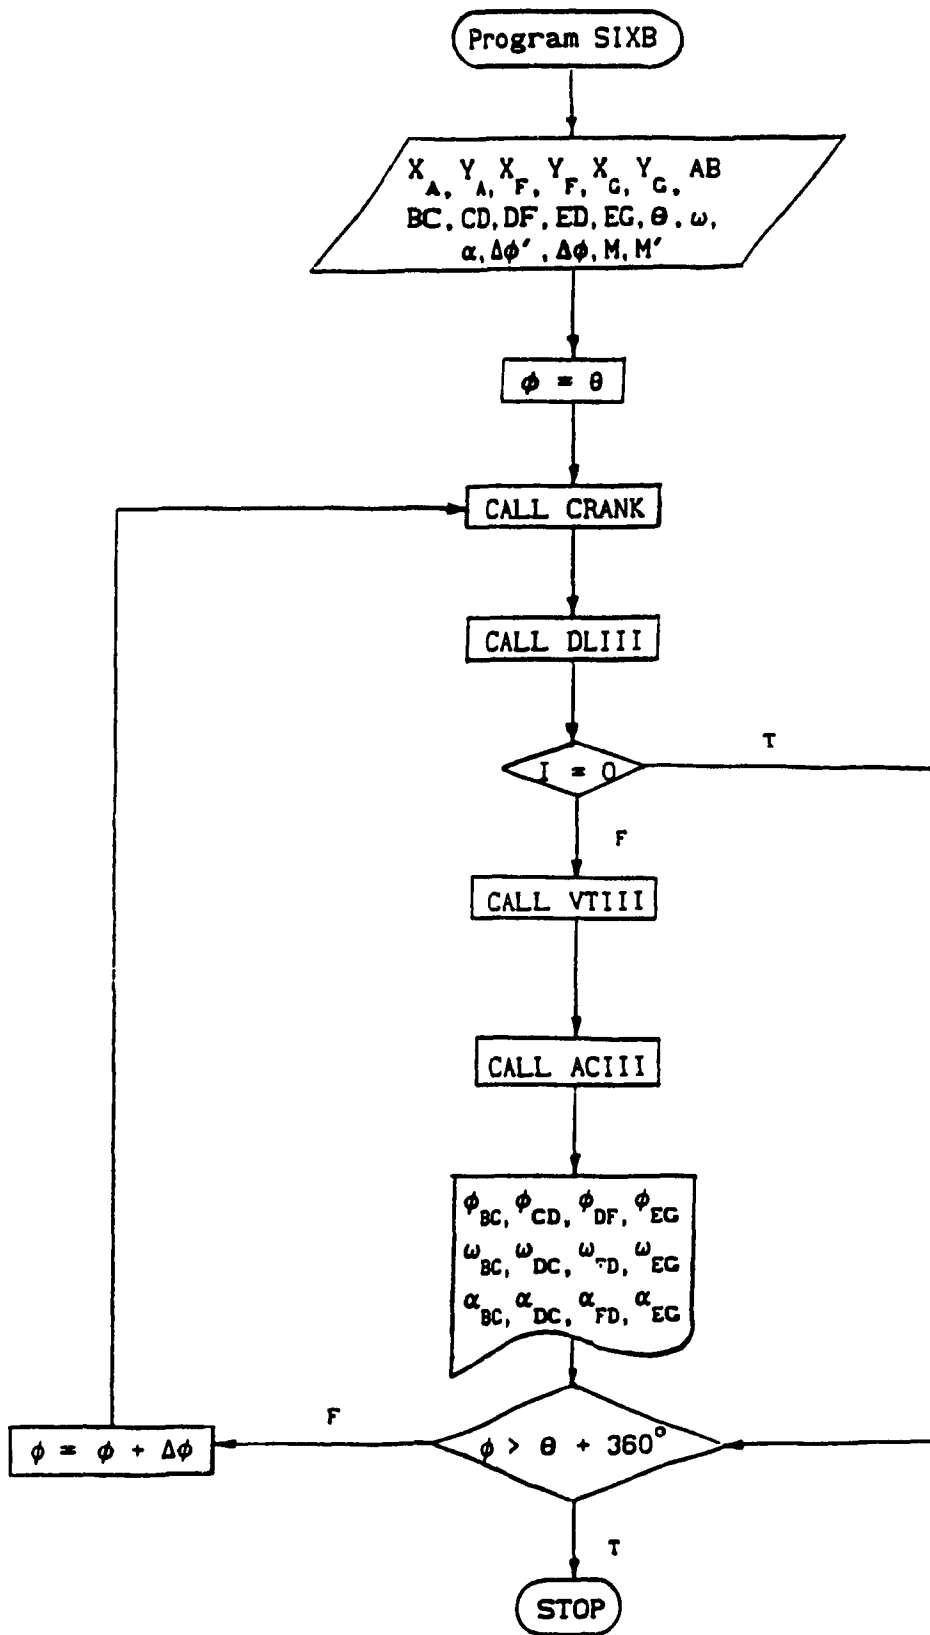 Program SIXB
X_A, Y_A, X_F, Y_F, X_G, Y_G, AB
BC, CD, DF, ED, EG, θ, ω,
α, Δϕ′, Δϕ, M, M′
ϕ = θ
CALL CRANK
CALL DLIII
I = 0
T
F
CALL VTIII
CALL ACIII
ϕ_BC, ϕ_CD, ϕ_DF, ϕ_EG
ω_BC, ω_DC, ω_FD, ω_EG
α_BC, α_DC, α_FD, α_EG
F
ϕ = ϕ + Δϕ
ϕ > θ + 360°
T
STOP